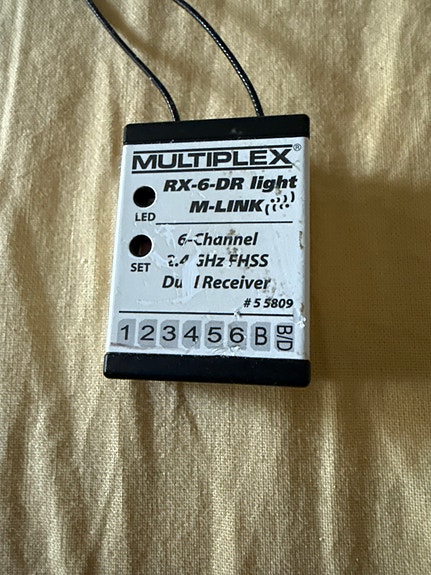 MULTIPLEX®
RX-6-DR light
M-LINK
LED
6-Channel
2.4 GHz FHSS
SET
Dual Receiver
# 5 5809
1 2 3 4 5 6 B B/D